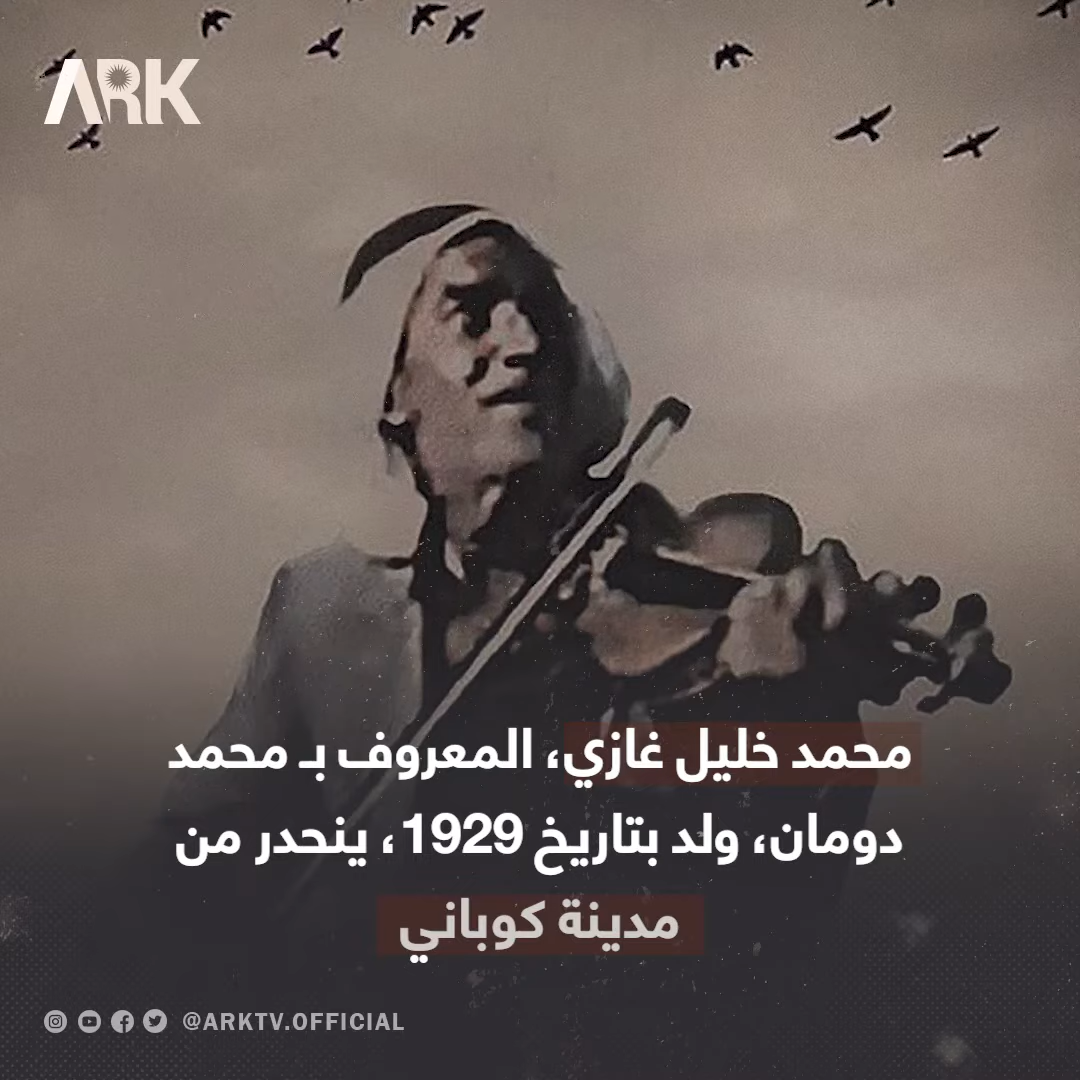 ARK
محمد خليل غازي، المعروف بـ محمد
دومان، ولد بتاريخ 1929، ينحدر من
مدينة كوباني
@ARKTV.OFFICIAL